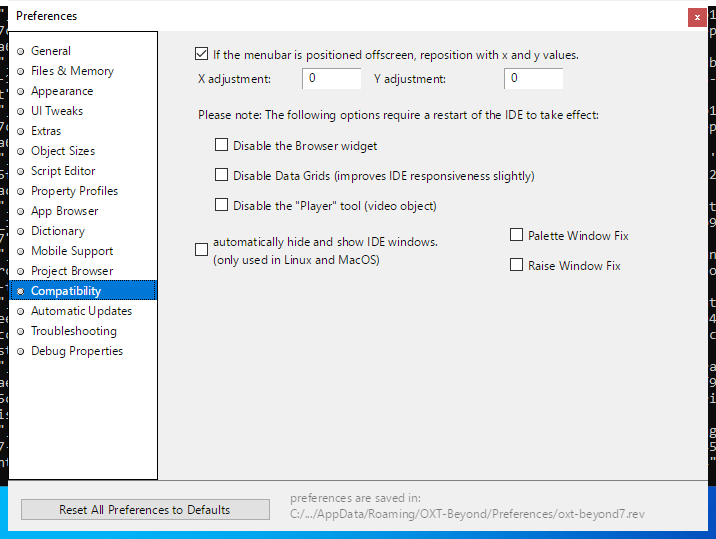 Preferences
x
General
Files & Memory
Appearance
UI Tweaks
Extras
Object Sizes
Script Editor
Property Profiles
App Browser
Dictionary
Mobile Support
Project Browser
Compatibility
Automatic Updates
Troubleshooting
Debug Properties
If the menubar is positioned offscreen, reposition with x and y values.
X adjustment: 0 Y adjustment: 0
Please note: The following options require a restart of the IDE to take effect:
Disable the Browser widget
Disable Data Grids (improves IDE responsiveness slightly)
Disable the "Player" tool (video object)
automatically hide and show IDE windows.
(only used in Linux and MacOS)
Palette Window Fix
Raise Window Fix
Reset All Preferences to Defaults
preferences are saved in:
C:/.../AppData/Roaming/OXT-Beyond/Preferences/oxt-beyond7.rev